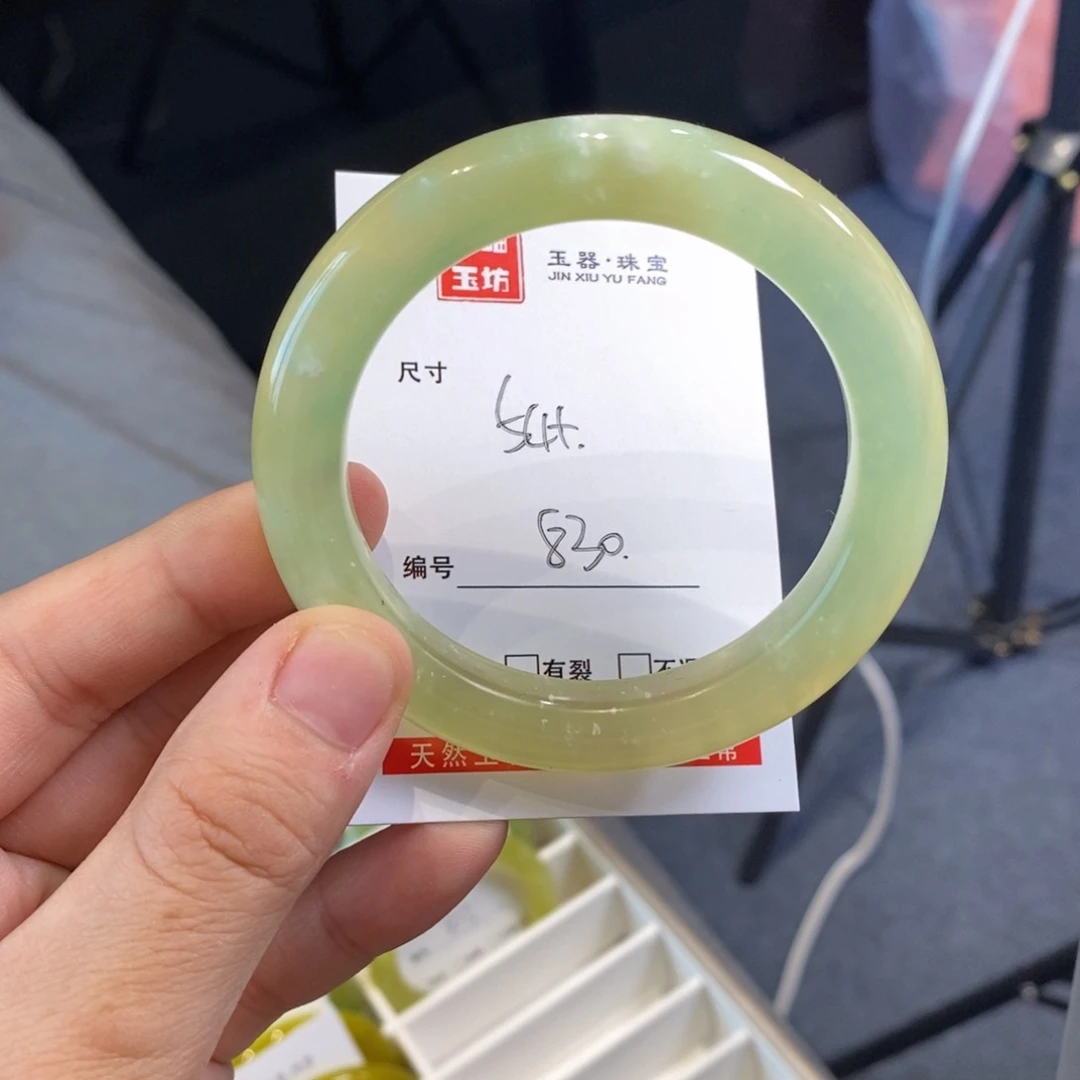 玉坊
玉器·珠宝
JIN XIU YU FANG
尺寸
54+.
编号
830.
有裂
天然